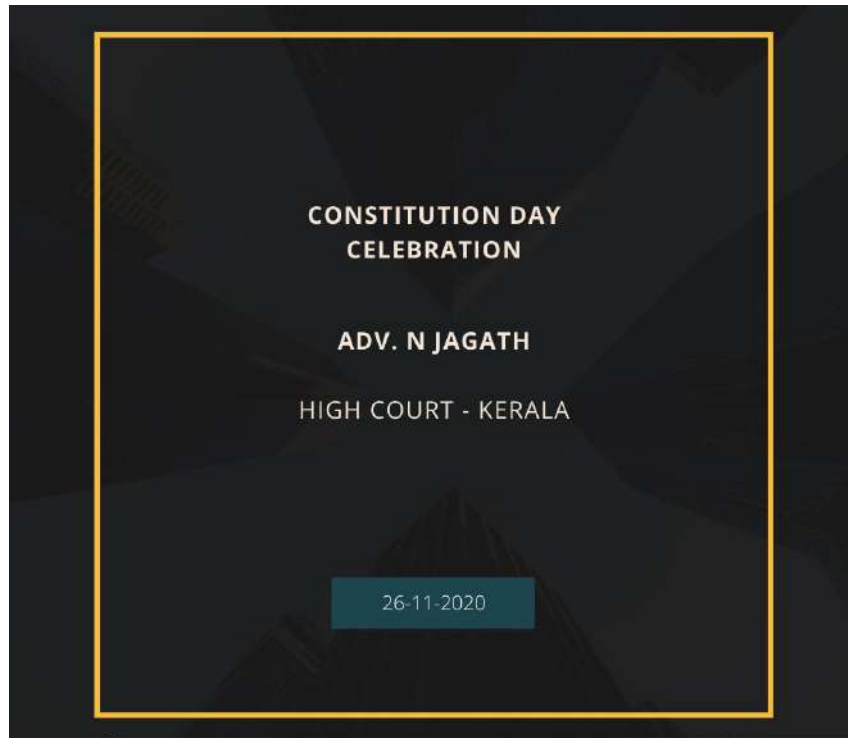 CONSTITUTION DAY
CELEBRATION
ADV. N JAGATH
HIGH COURT - KERALA
26-11-2020